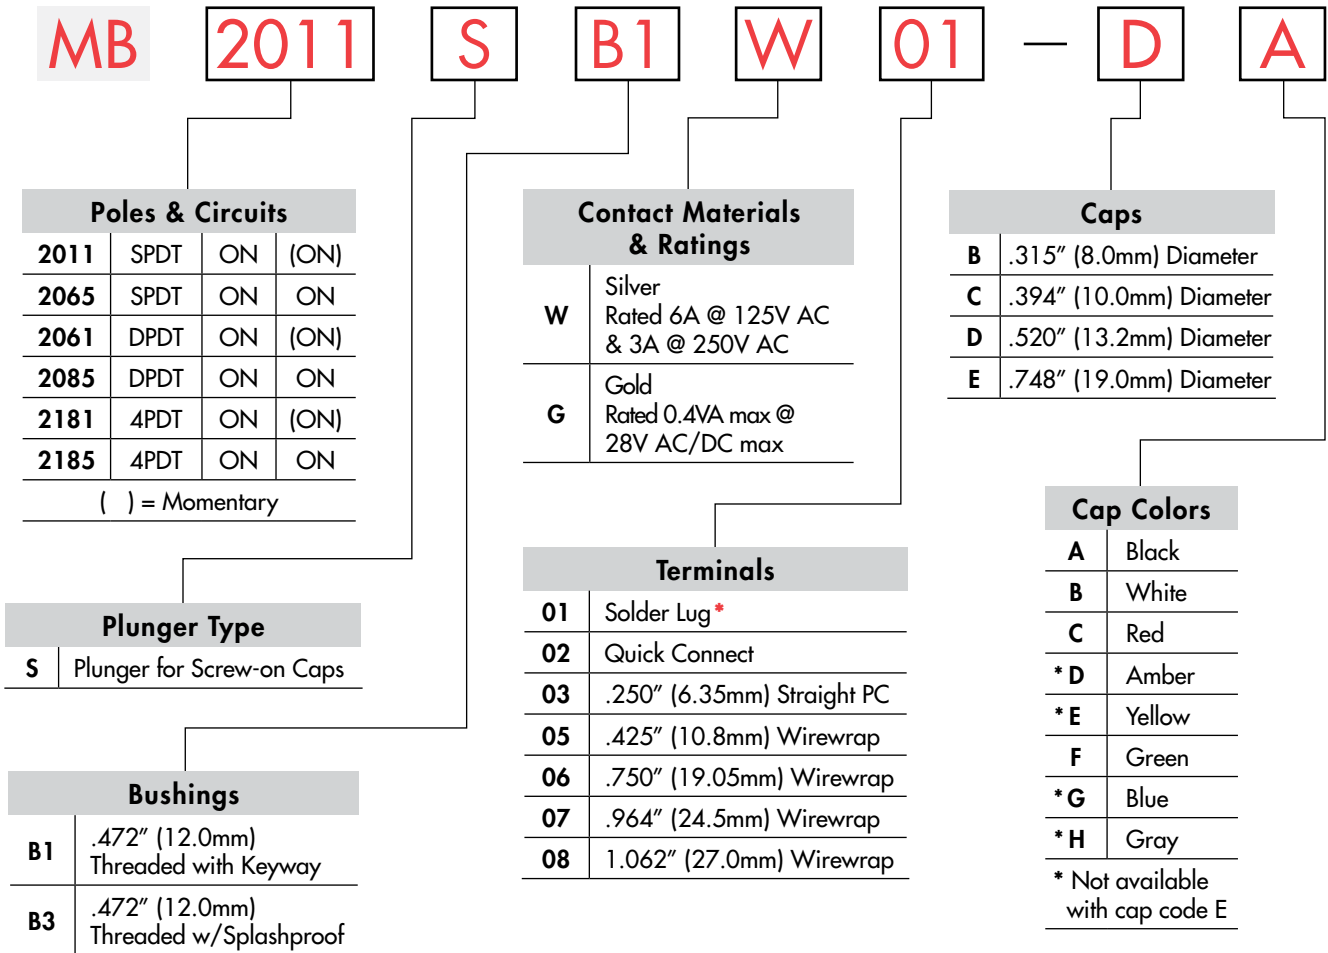 MB 2011 S B1 W 01 — D A
Poles & Circuits
2011 SPDT ON (ON)
2065 SPDT ON ON
2061 DPDT ON (ON)
2085 DPDT ON ON
2181 4PDT ON (ON)
2185 4PDT ON ON
( ) = Momentary
Plunger Type
S Plunger for Screw-on Caps
Bushings
B1 .472" (12.0mm)
Threaded with Keyway
B3 .472" (12.0mm)
Threaded w/Splashproof
Contact Materials
& Ratings
W Silver
Rated 6A @ 125V AC
& 3A @ 250V AC
G Gold
Rated 0.4VA max @
28V AC/DC max
Terminals
01 Solder Lug*
02 Quick Connect
03 .250" (6.35mm) Straight PC
05 .425" (10.8mm) Wirewrap
06 .750" (19.05mm) Wirewrap
07 .964" (24.5mm) Wirewrap
08 1.062" (27.0mm) Wirewrap
Caps
B .315" (8.0mm) Diameter
C .394" (10.0mm) Diameter
D .520" (13.2mm) Diameter
E .748" (19.0mm) Diameter
Cap Colors
A Black
B White
C Red
* D Amber
* E Yellow
F Green
* G Blue
* H Gray
* Not available
with cap code E